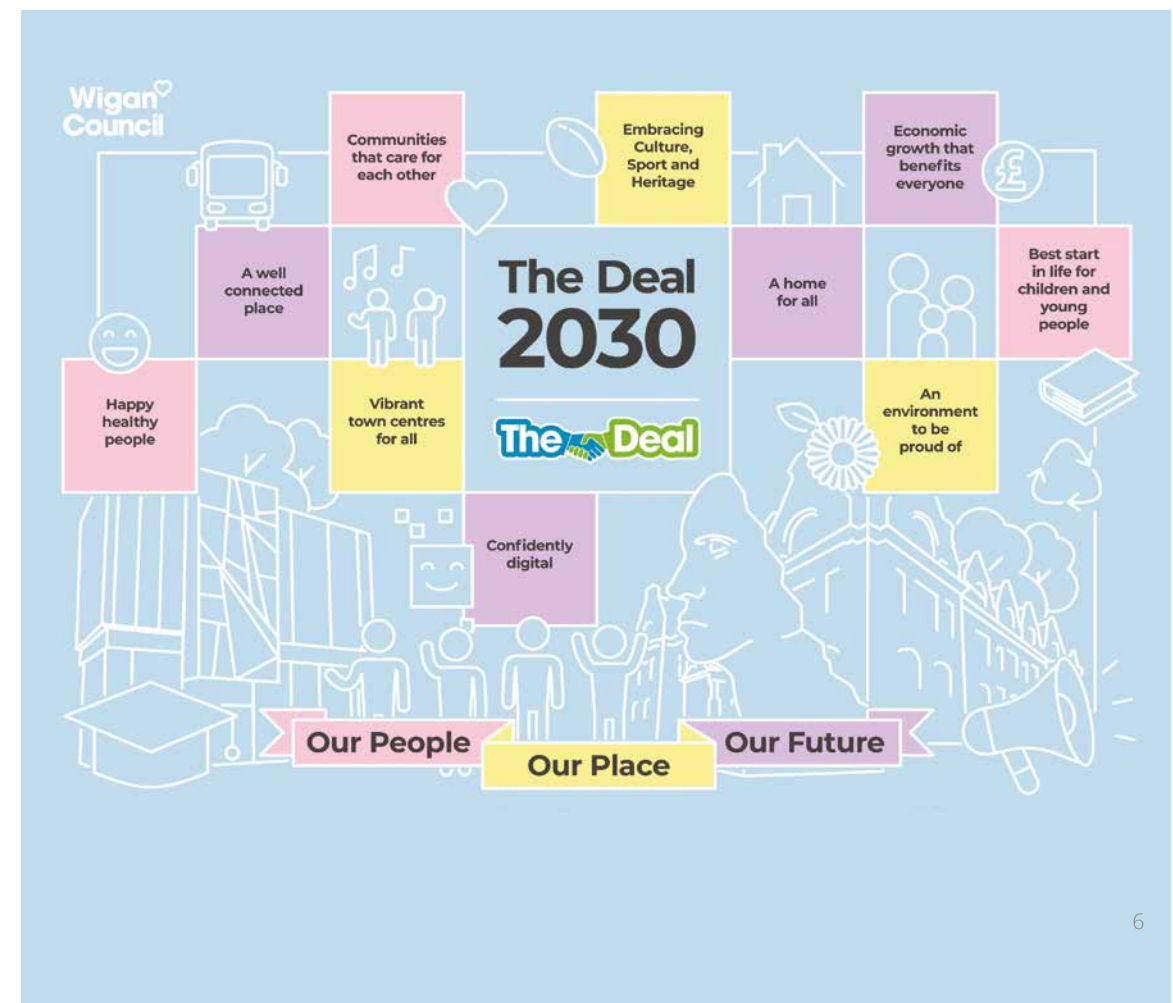 Wigan
Council
Communities
that care for
each other
Embracing
Culture,
Sport and
Heritage
Economic
growth that
benefits
everyone
£
A well
connected
place
The Deal
2030
A home
for all
Best start
in life for
children and
young
people
Happy
healthy
people
Vibrant
town centres
for all
The Deal
An
environment
to be
proud of
Confidently
digital
Our People
Our Place
Our Future
6